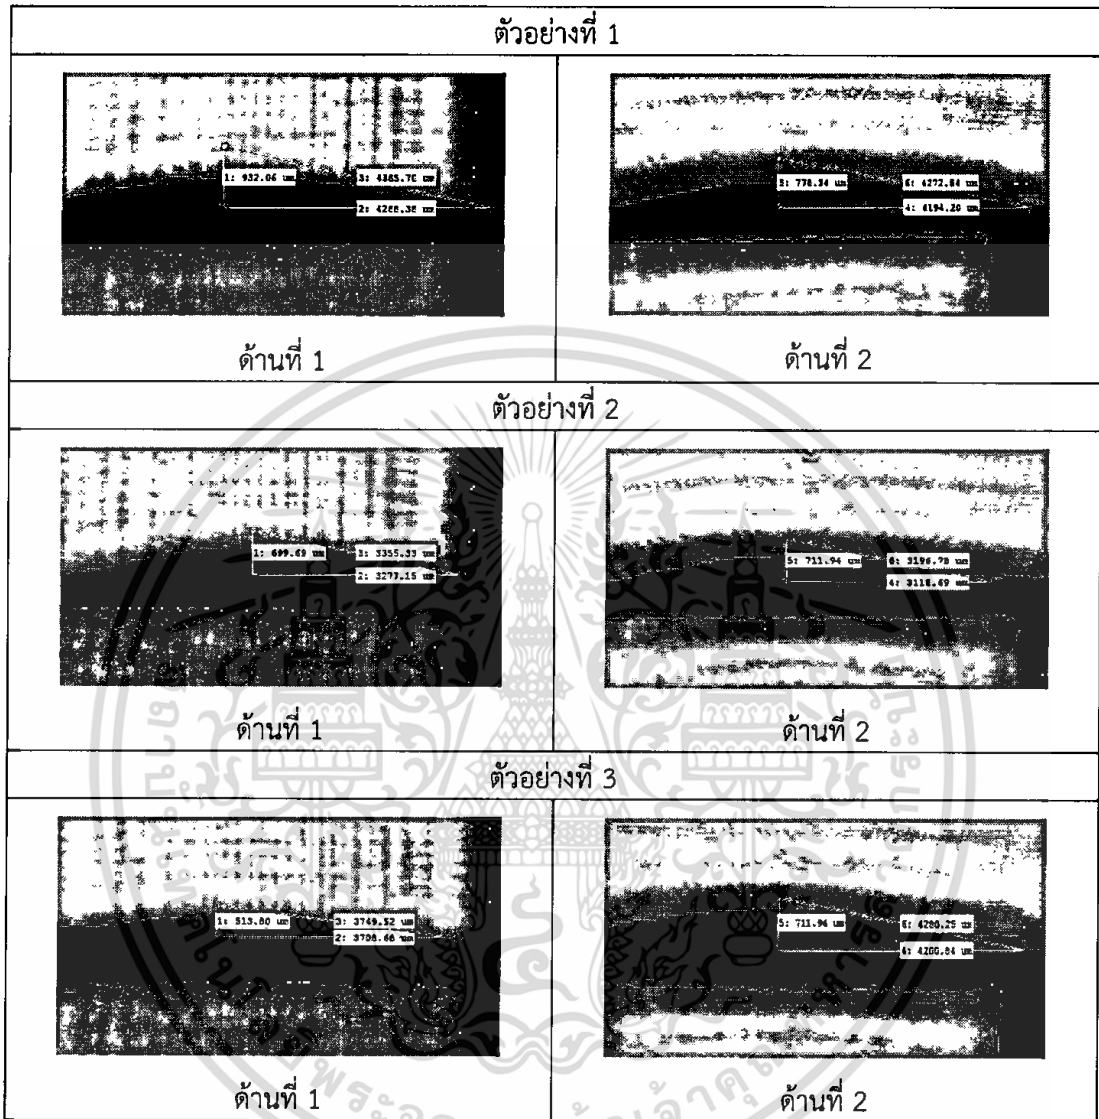 ตัวอย่างที่ 1
1: 932.06 um
3: 4385.70 um
2: 4286.38 um
5: 778.34 um
6: 4272.84 um
4: 4194.20 um
ด้านที่ 1
ด้านที่ 2
ตัวอย่างที่ 2
1: 699.69 um
3: 3355.33 um
2: 3277.15 um
5: 711.94 um
6: 3196.78 um
4: 3118.69 um
ด้านที่ 1
ด้านที่ 2
ตัวอย่างที่ 3
1: 513.80 um
3: 3749.52 um
2: 3708.66 um
5: 711.94 um
6: 4280.25 um
4: 4200.84 um
ด้านที่ 1
ด้านที่ 2